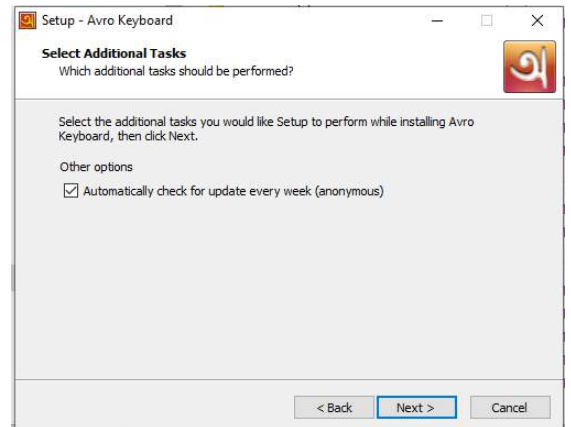 Setup - Avro Keyboard
Select Additional Tasks
Which additional tasks should be performed?
অ
Select the additional tasks you would like Setup to perform while installing Avro
Keyboard, then click Next.
Other options
Automatically check for update every week (anonymous)
< Back
Next >
Cancel